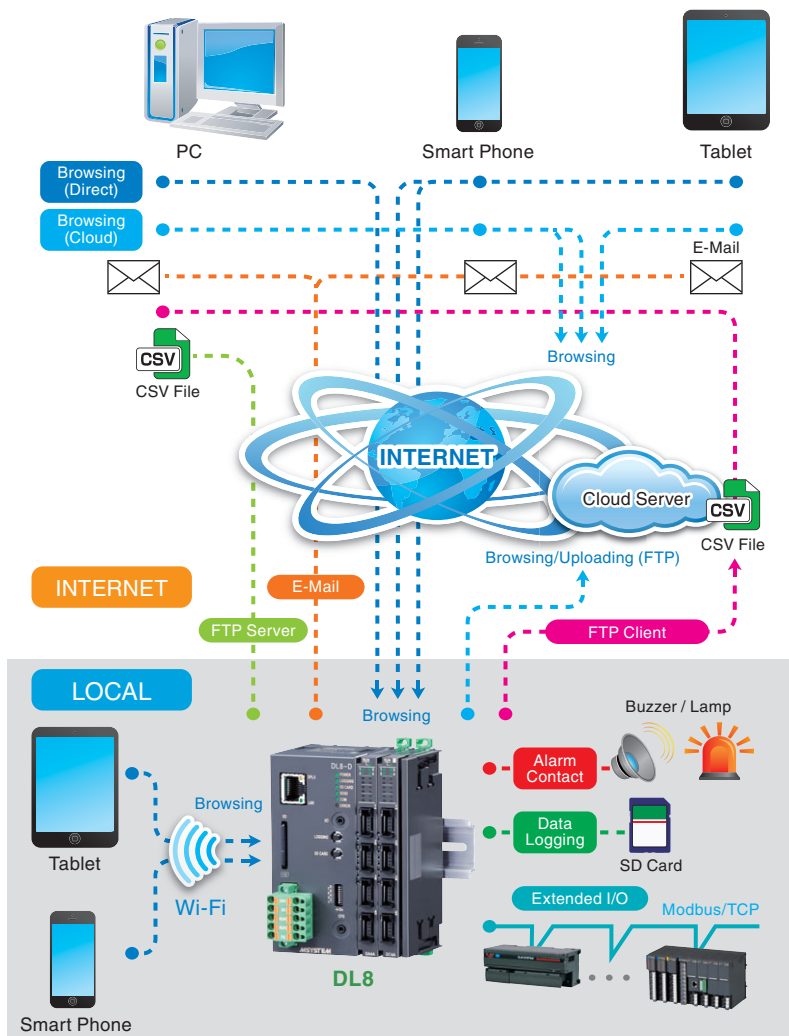 PC
Smart Phone
Tablet
Browsing
(Direct)
Browsing
(Cloud)
E-Mail
CSV
CSV File
Browsing
INTERNET
Cloud Server
CSV
CSV File
Browsing/Uploading (FTP)
INTERNET
E-Mail
FTP Server
FTP Client
LOCAL
Browsing
Buzzer / Lamp
DL8-D
Alarm
Contact
Browsing
Tablet
Data
Logging
SD Card
Wi-Fi
Extended I/O
Modbus/TCP
MSYSTEM
DL8
Smart Phone